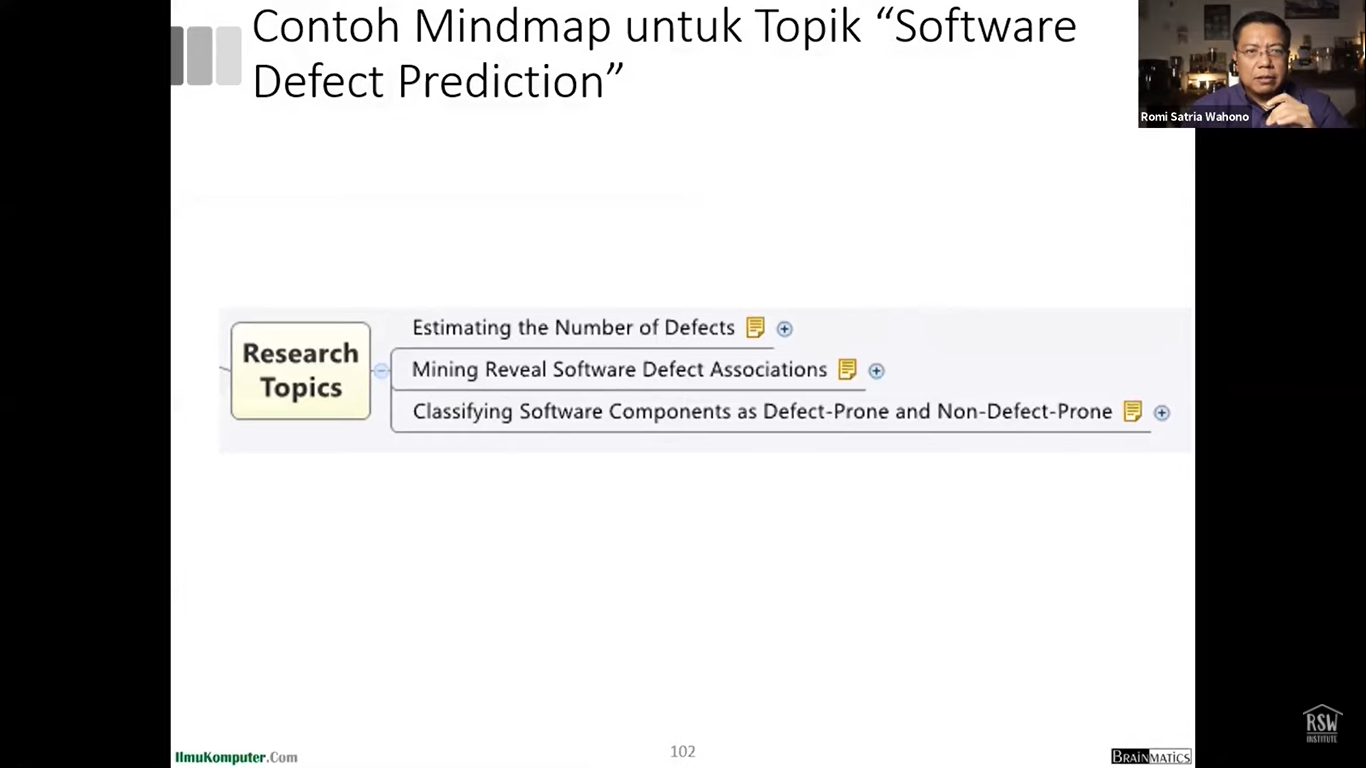 Contoh Mindmap untuk Topik “Software
Defect Prediction”
Romi Satria Wahono
Research
Topics
Estimating the Number of Defects
Mining Reveal Software Defect Associations
Classifying Software Components as Defect-Prone and Non-Defect-Prone
RSW
INSTITUTE
IlmuKomputer.Com
102
BRAINMATICS